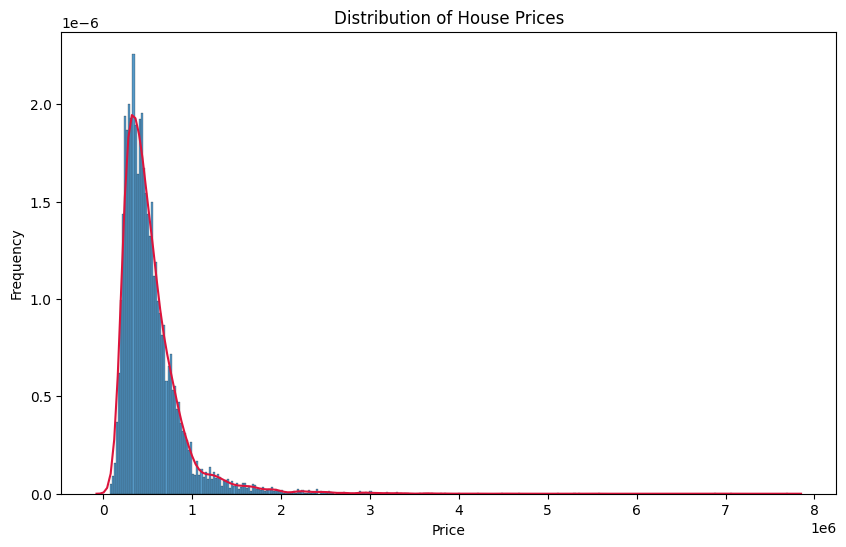 Distribution of House Prices
1e−6
2.0
1.5
1.0
0.5
0.0
Frequency
0 1 2 3 4 5 6 7 8
1e6
Price